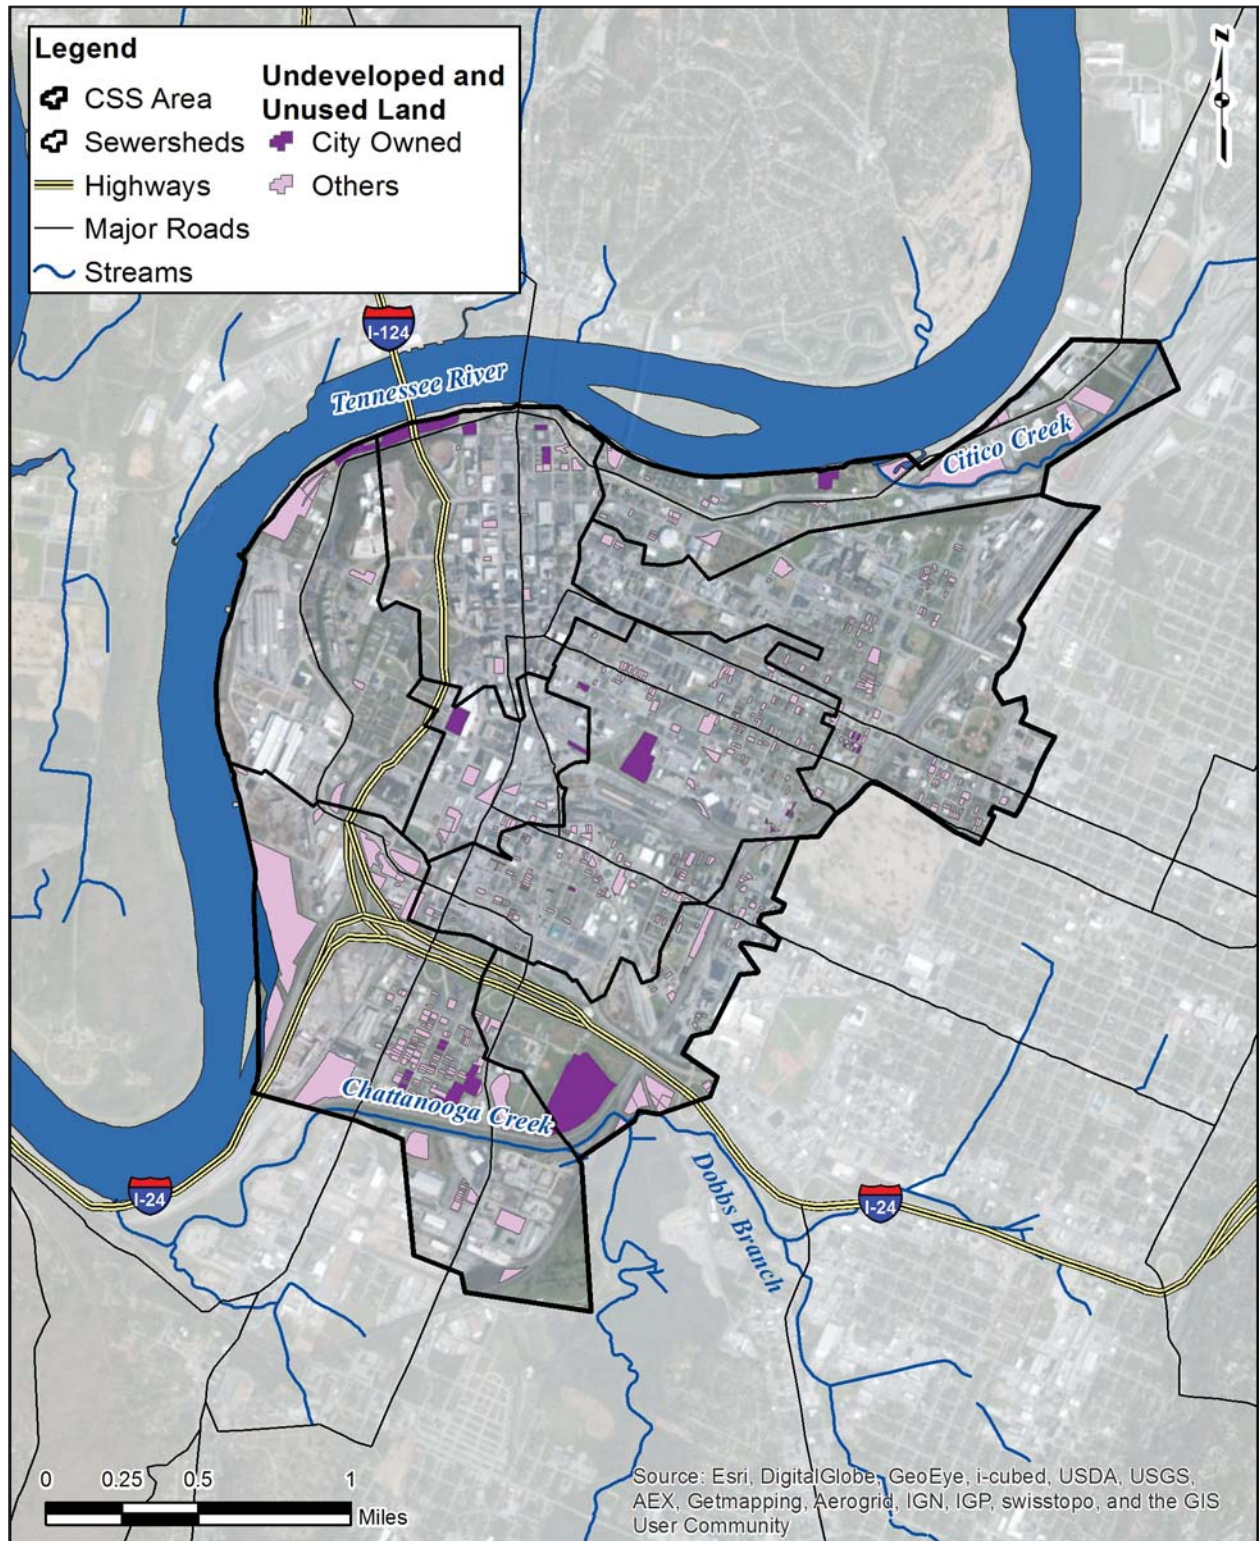 Legend
CSS Area
Sewersheds
Highways
Major Roads
Streams
Undeveloped and
Unused Land
City Owned
Others
N
I-124
Tennessee River
Citico Creek
Chattanooga Creek
Dobbs Branch
I-24
I-24
0 0.25 0.5 1
Miles
Source: Esri, DigitalGlobe, GeoEye, i-cubed, USDA, USGS,
AEX, Getmapping, Aerogrid, IGN, IGP, swisstopo, and the GIS
User Community